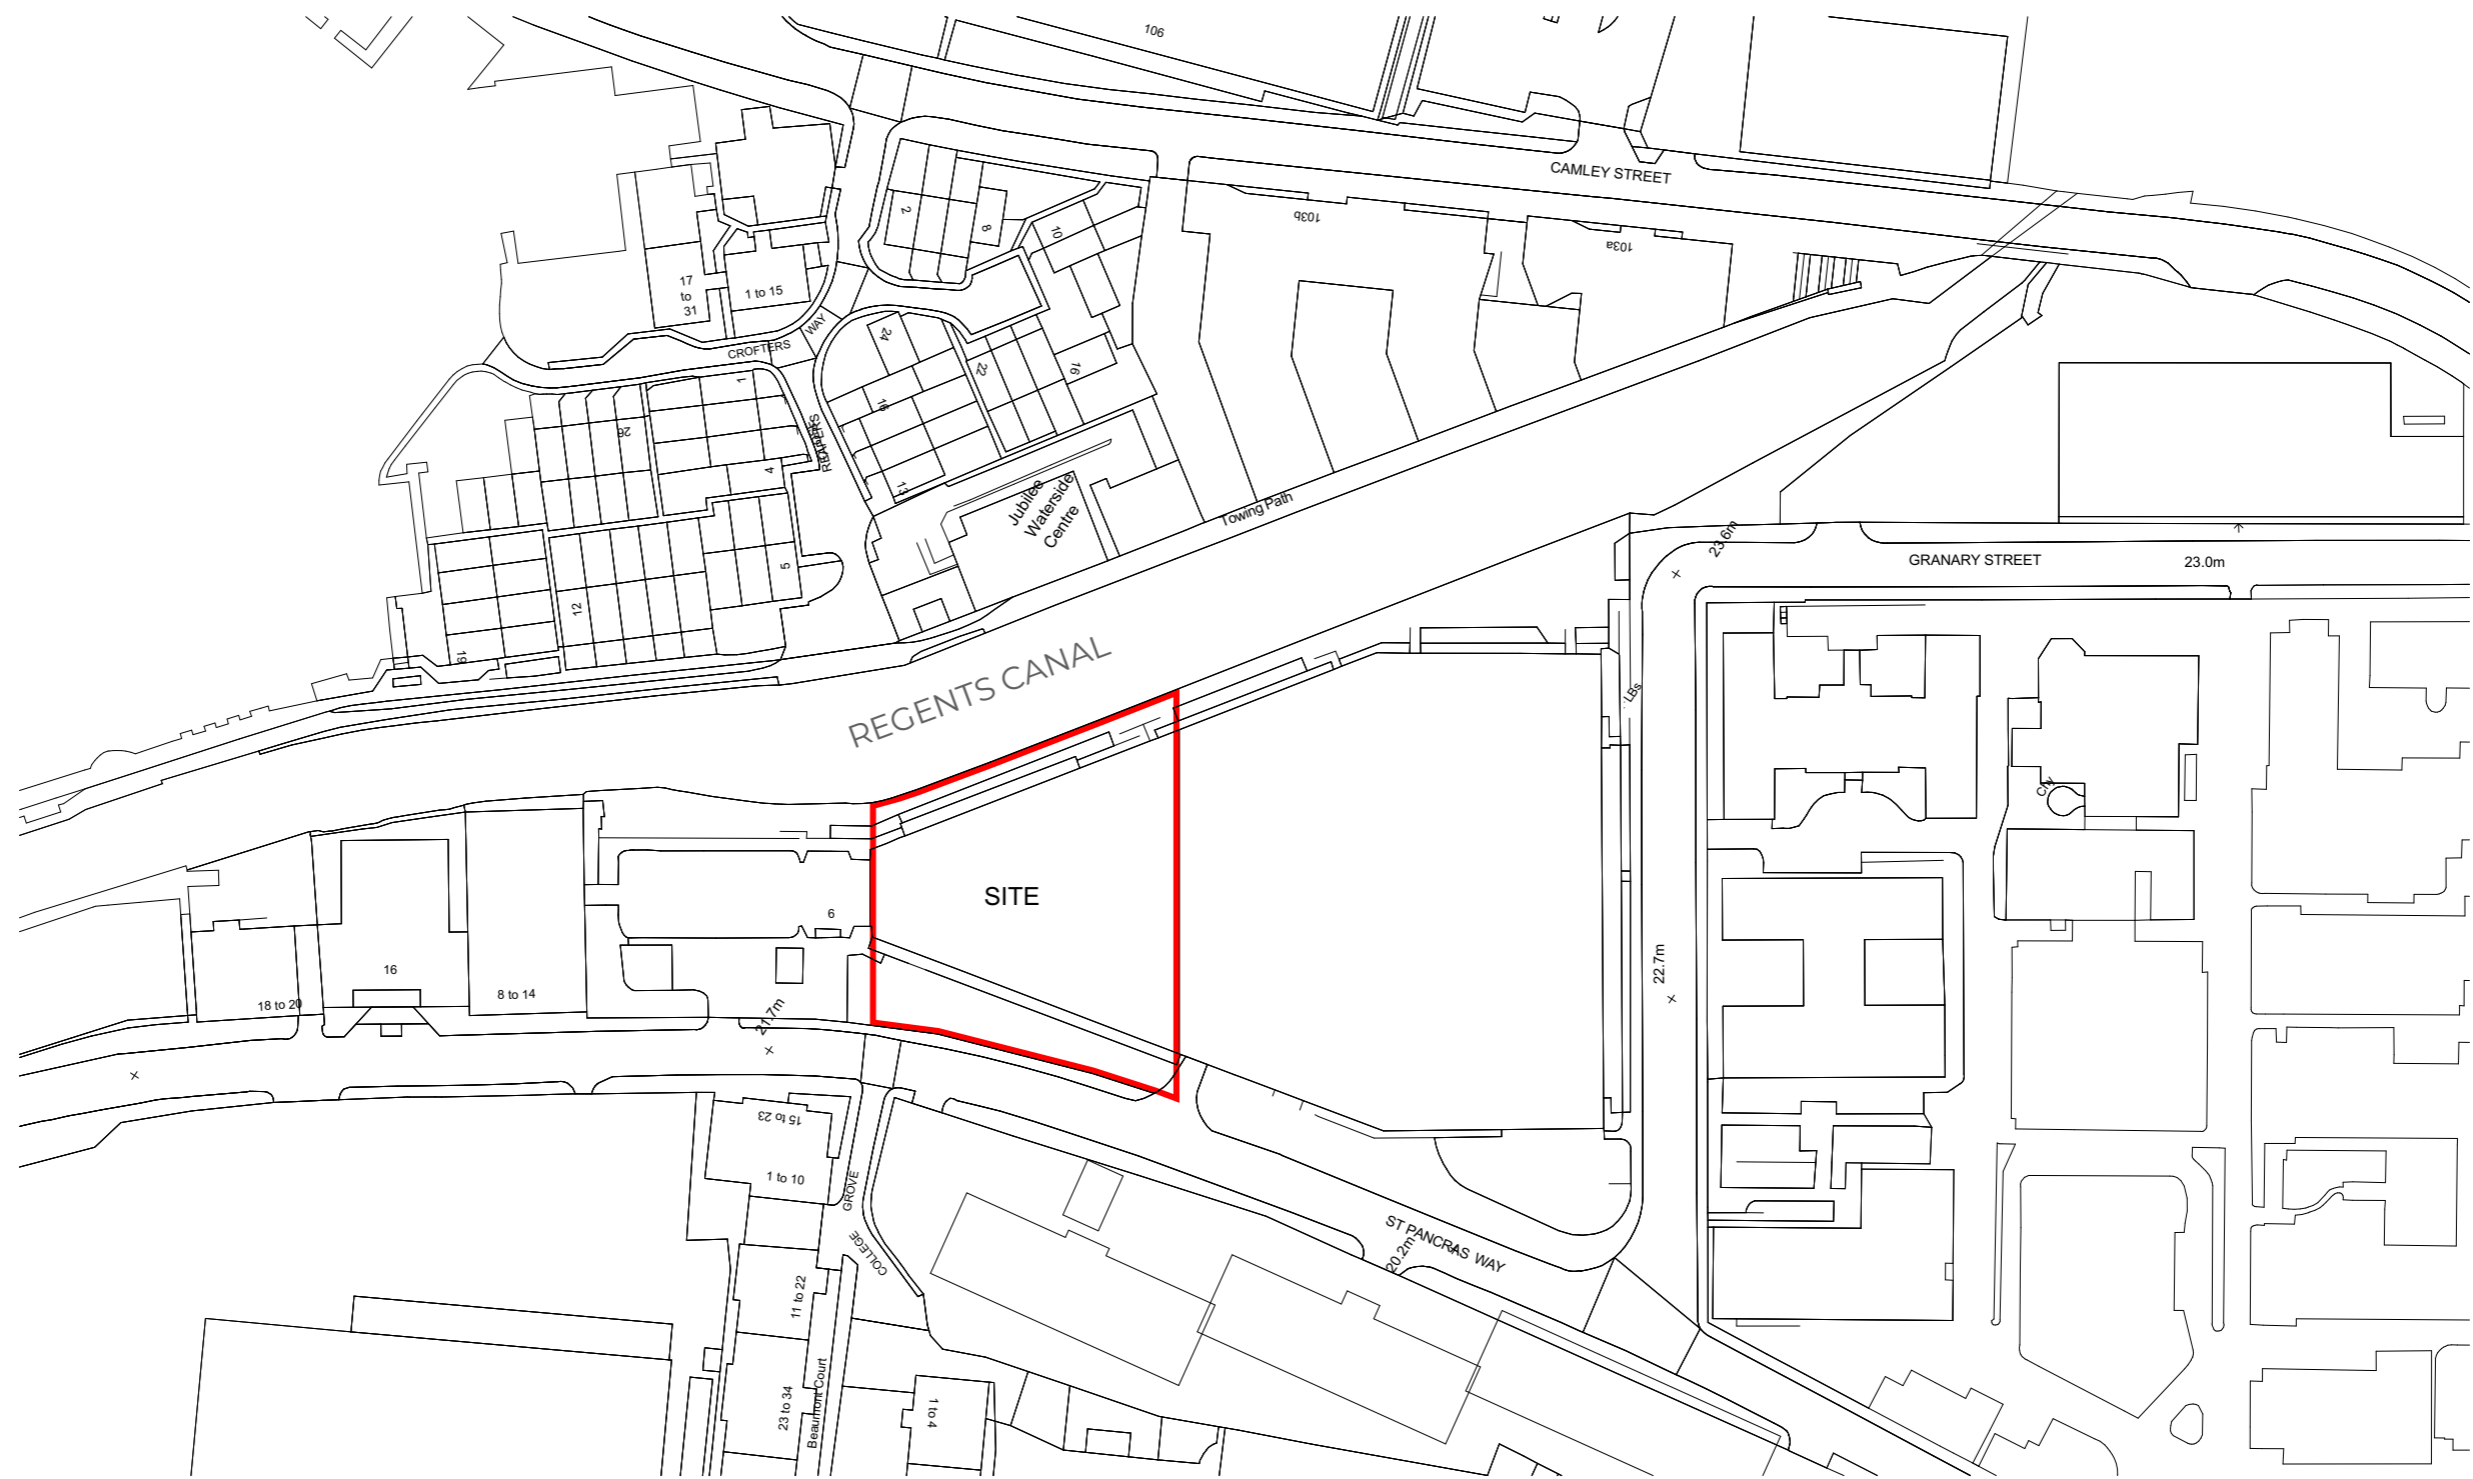 106
CAMLEY STREET
103b
103a
2
8
10
17
to
31
1 to 15
CROFTERS
WAY
24
22
16
16
13
1
26
4
REAPERS
5
12
19
Jubilee
Waterside
Centre
Towing Path
23.6m
GRANARY STREET
23.0m
REGENTS CANAL
LBs
Chy
SITE
6
16
18 to 20
8 to 14
21.7m
22.7m
15 to 23
1 to 10
GROVE
COLLEGE
ST PANCRAS WAY
20.2m
11 to 22
23 to 34
Beaumont Court
1 to 4